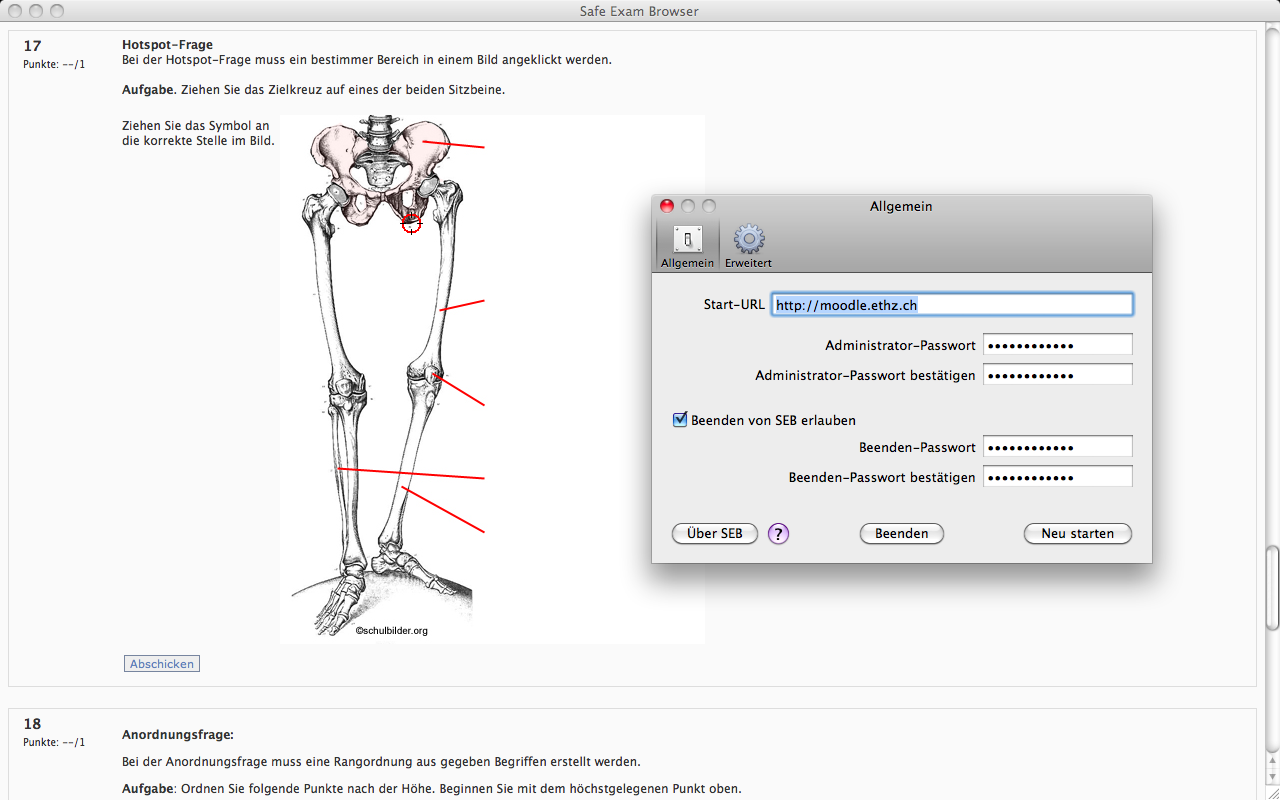 Safe Exam Browser
17
Punkte: --/1
Hotspot-Frage
Bei der Hotspot-Frage muss ein bestimmer Bereich in einem Bild angeklickt werden.
Aufgabe. Ziehen Sie das Zielkreuz auf eines der beiden Sitzbeine.
Ziehen Sie das Symbol an
die korrekte Stelle im Bild.
©schulbilder.org
Abschicken
Allgemein
Allgemein Erweitert
Start-URL http://moodle.ethz.ch
Administrator-Passwort ••••••••••••
Administrator-Passwort bestätigen ••••••••••••
Beenden von SEB erlauben
Beenden-Passwort ••••••••••••
Beenden-Passwort bestätigen ••••••••••••
Über SEB ? Beenden Neu starten
18
Punkte: --/1
Anordnungsfrage:
Bei der Anordnungsfrage muss eine Rangordnung aus gegeben Begriffen erstellt werden.
Aufgabe: Ordnen Sie folgende Punkte nach der Höhe. Beginnen Sie mit dem höchstgelegenen Punkt oben.